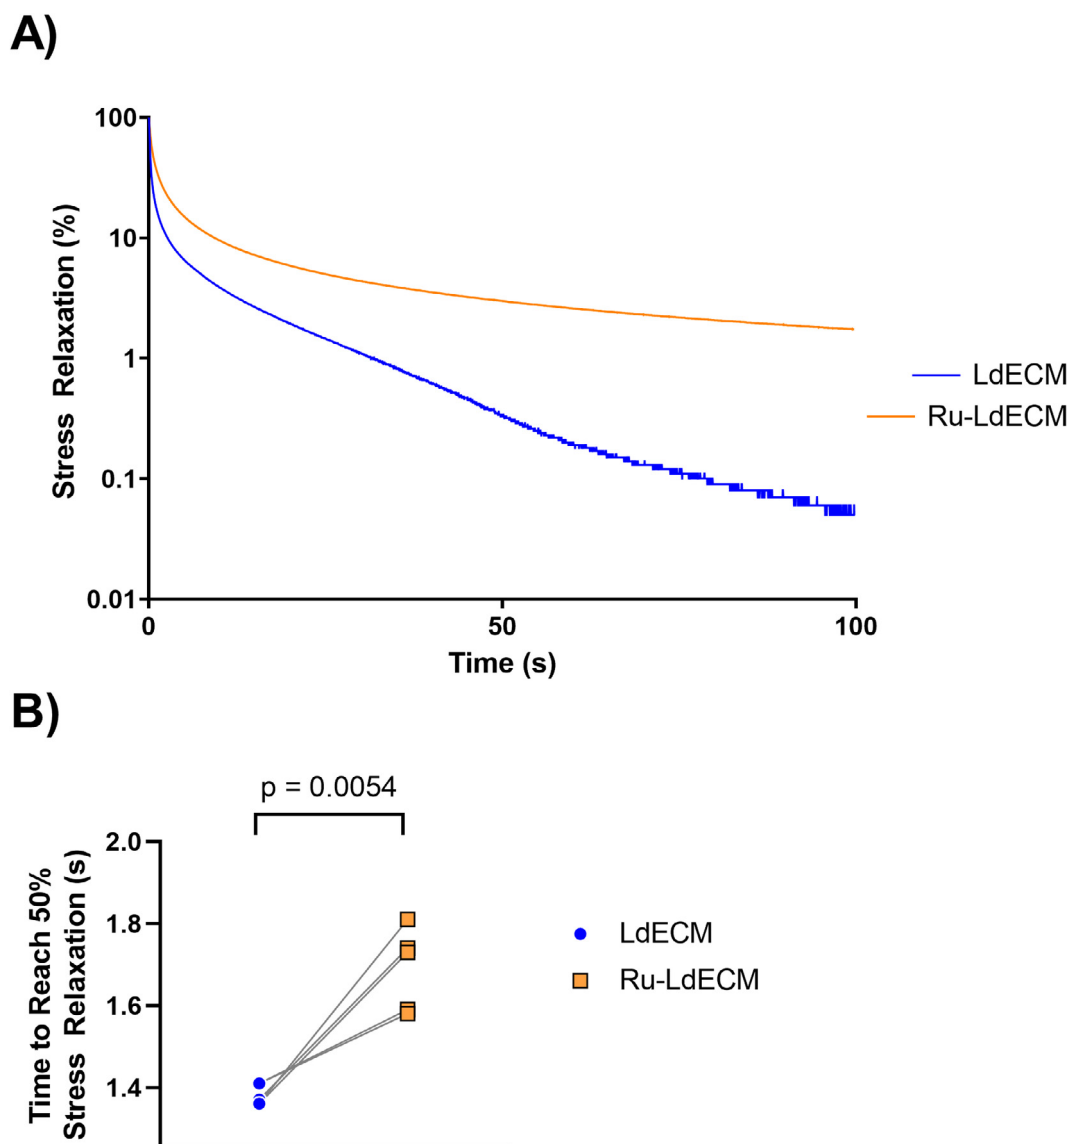 A)
100
10
1
0.1
0.01
Stress Relaxation (%)
0
50
100
Time (s)
LdECM
Ru-LdECM
B)
p = 0.0054
2.0
1.8
1.6
1.4
Time to Reach 50%
Stress Relaxation (s)
LdECM
Ru-LdECM